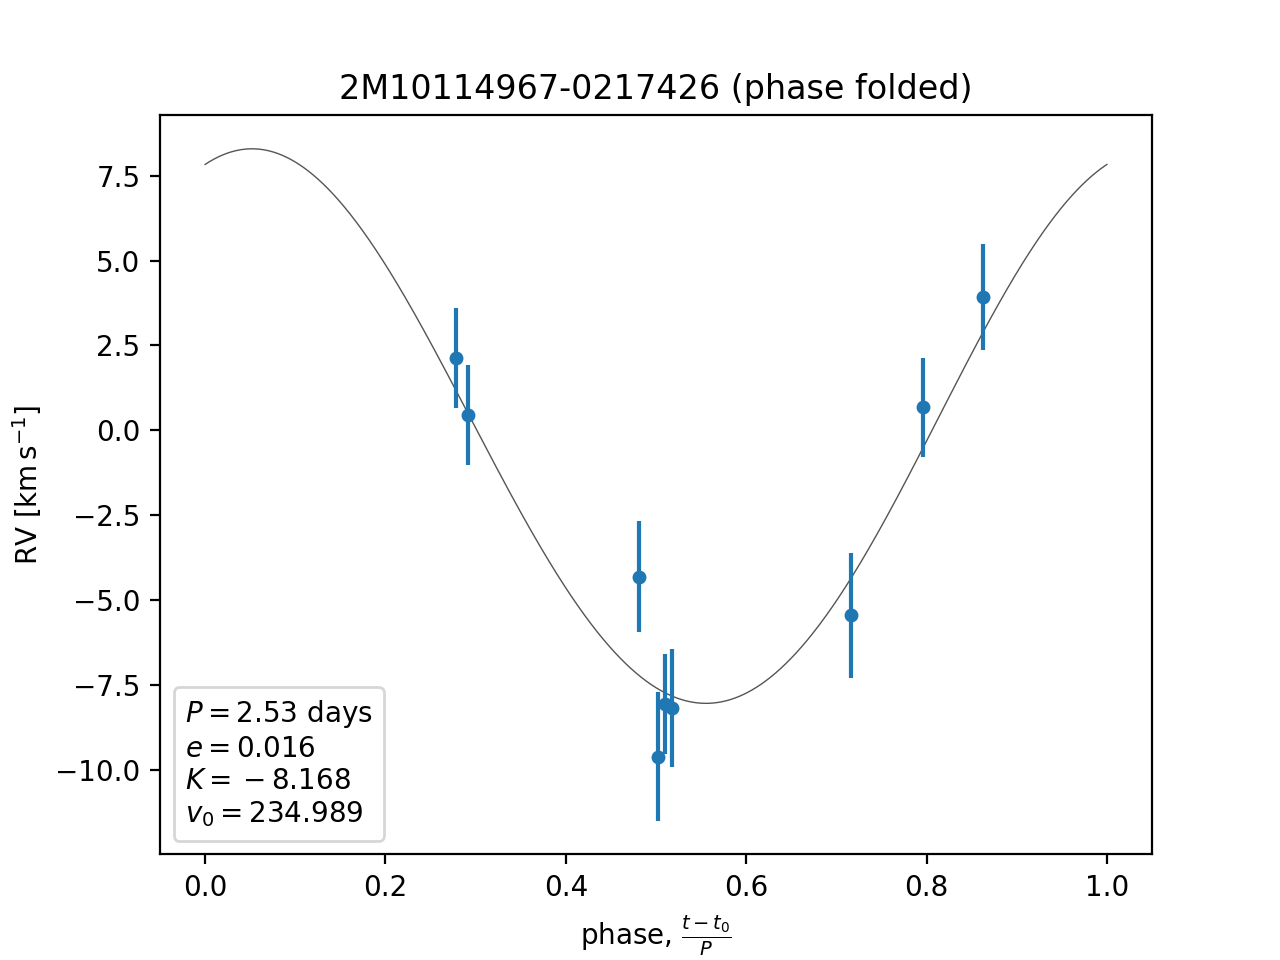 2M10114967-0217426 (phase folded)
RV [km s⁻¹]
7.5
5.0
2.5
0.0
−2.5
−5.0
−7.5
−10.0
P = 2.53 days
e = 0.016
K = −8.168
v₀ = 234.989
0.0 0.2 0.4 0.6 0.8 1.0
phase, (t − t₀)/P